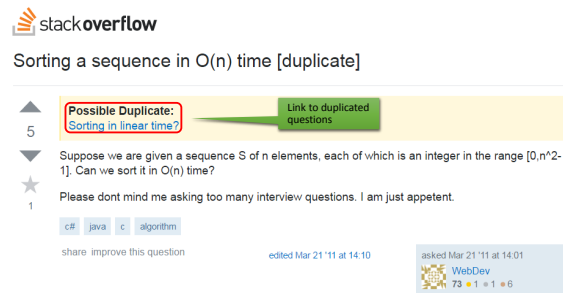 stackoverflow
Sorting a sequence in O(n) time [duplicate]
Possible Duplicate:
Sorting in linear time?
Link to duplicated
questions
5
Suppose we are given a sequence S of n elements, each of which is an integer in the range [0,n^2-
1]. Can we sort it in O(n) time?
1
Please dont mind me asking too many interview questions. I am just appetent.
c# java c algorithm
share improve this question
edited Mar 21 '11 at 14:10
asked Mar 21 '11 at 14:01
WebDev
73 1 1 6